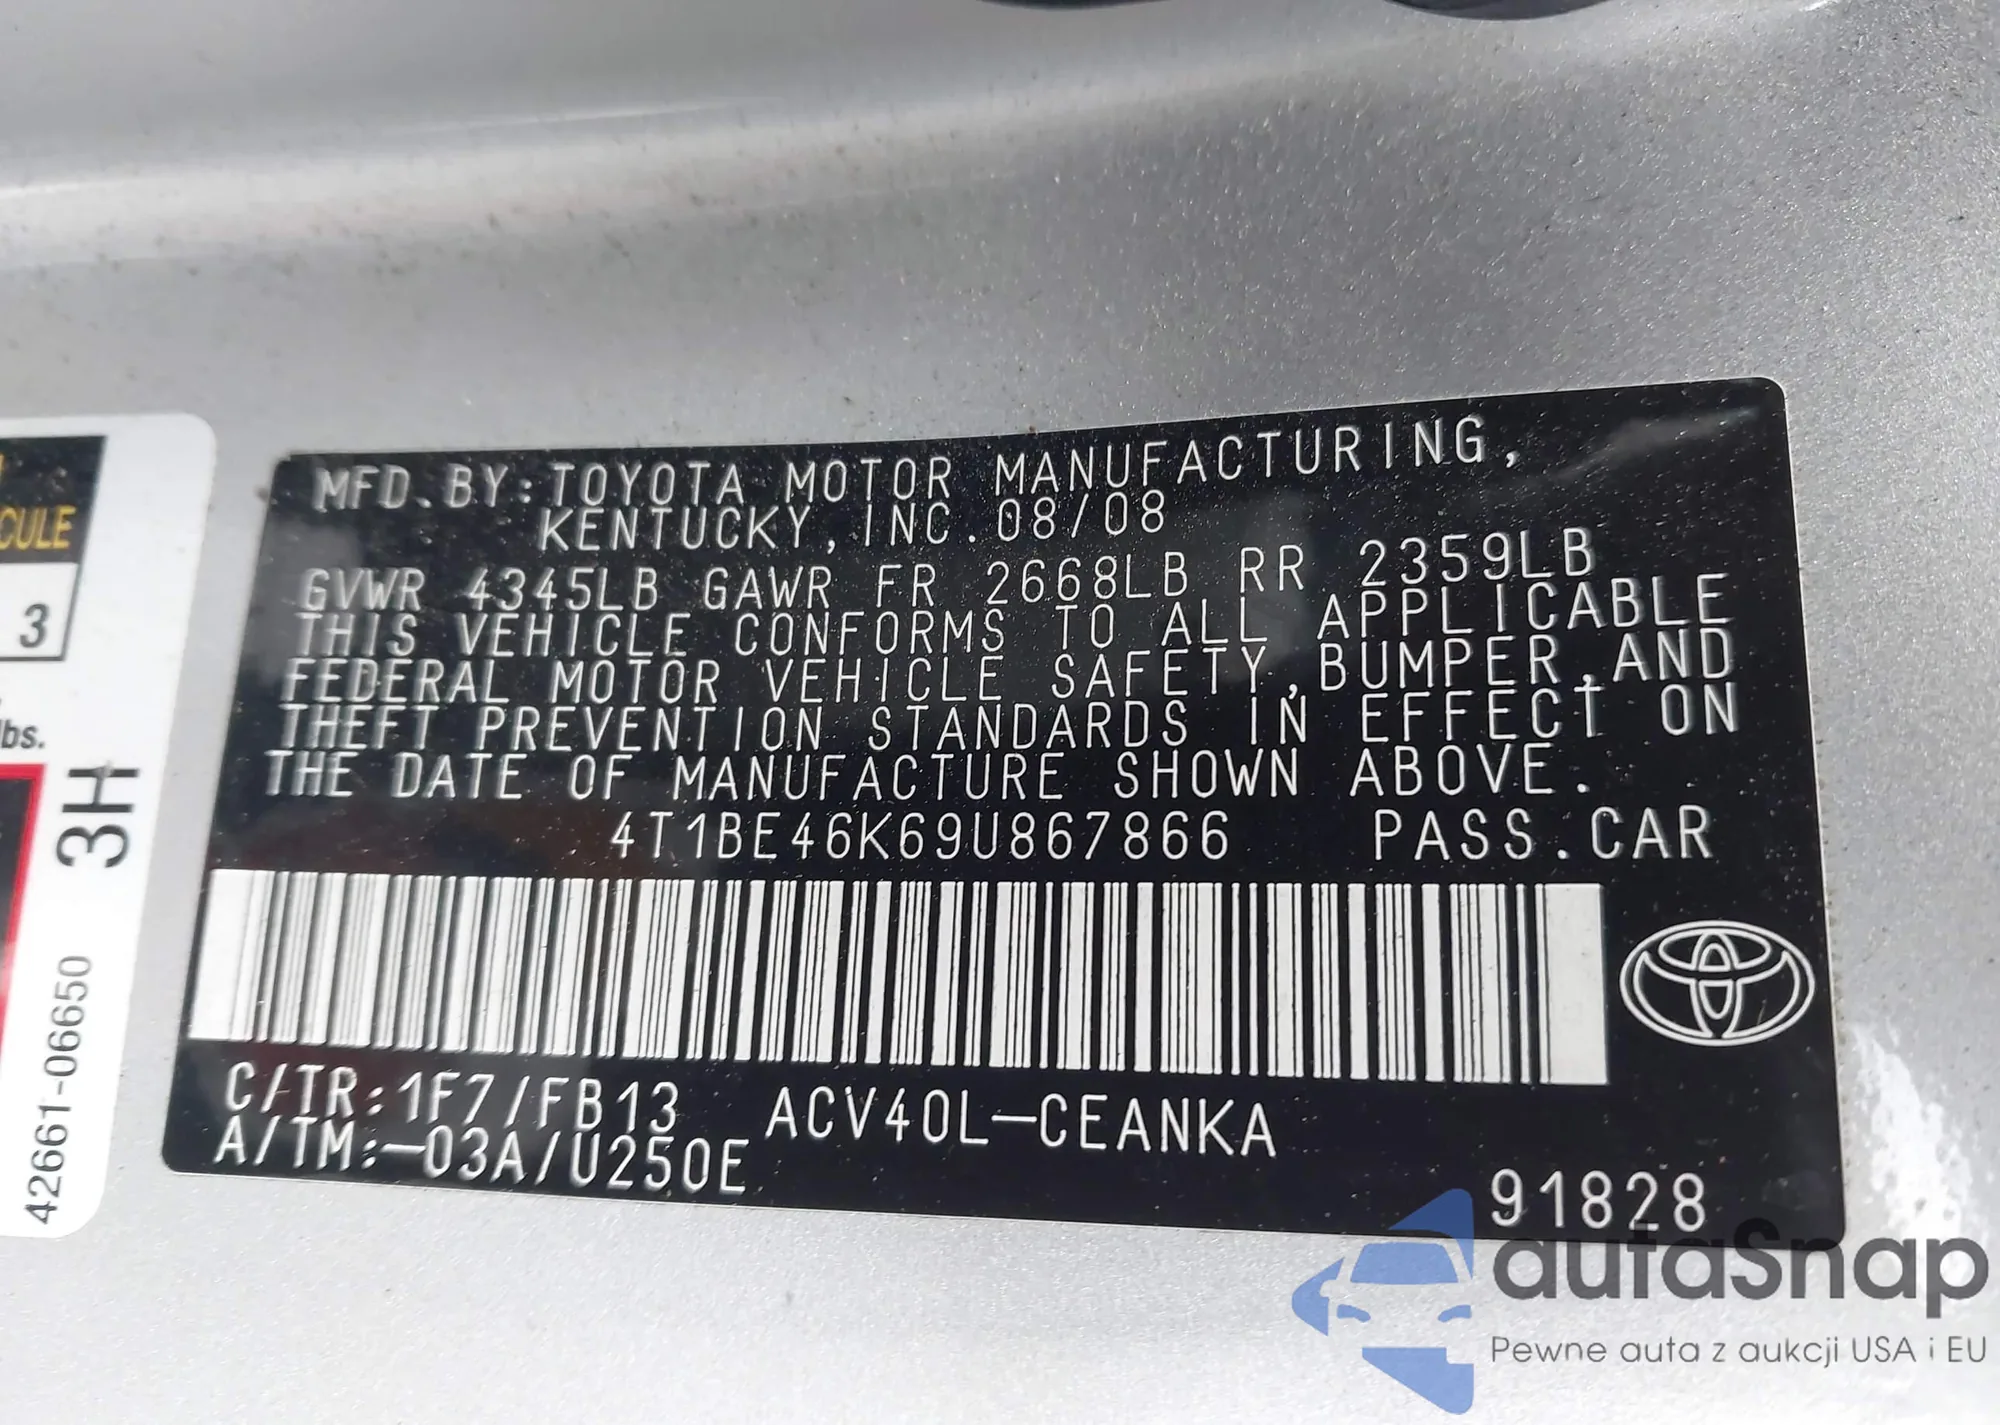 MFD.BY:TOYOTA MOTOR MANUFACTURING,
KENTUCKY,INC.08/08
GVWR 4345LB GAWR FR 2668LB RR 2359LB
THIS VEHICLE CONFORMS TO ALL APPLICABLE
FEDERAL MOTOR VEHICLE SAFETY,BUMPER,AND
THEFT PREVENTION STANDARDS IN EFFECT ON
THE DATE OF MANUFACTURE SHOWN ABOVE.
4T1BE46K69U867866 PASS.CAR
C/TR:1F7/FB13 ACV40L-CEANKA
A/TM:-03A/U250E
91828
CULE
3
lbs.
3H
42661-06650
autaSnap
Pewne auta z aukcji USA i EU